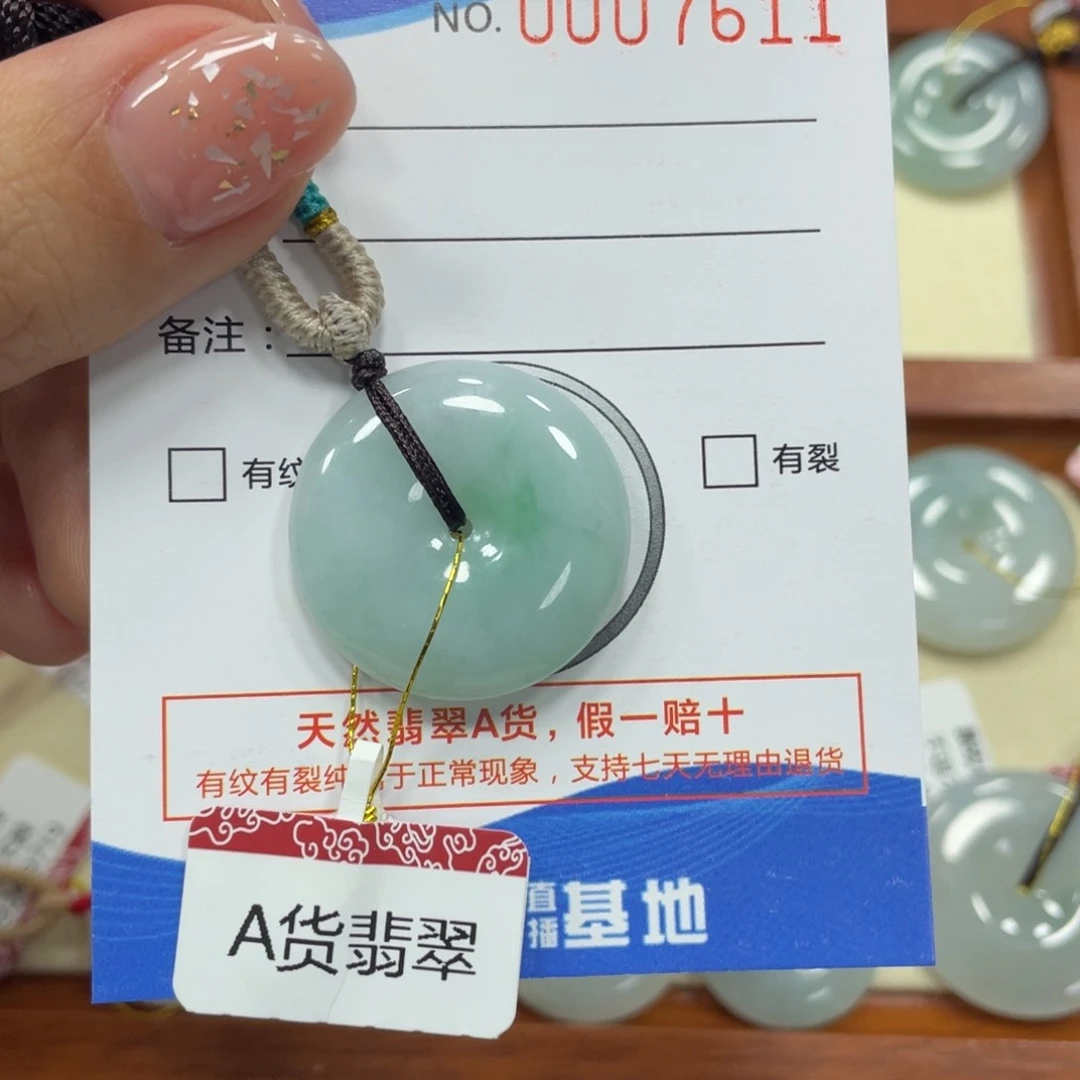 NO. 0007611
备注：
有纹
有裂
天然翡翠A货，假一赔十
有纹有裂纯 于正常现象，支持七天无理由退货
直播基地
A货翡翠